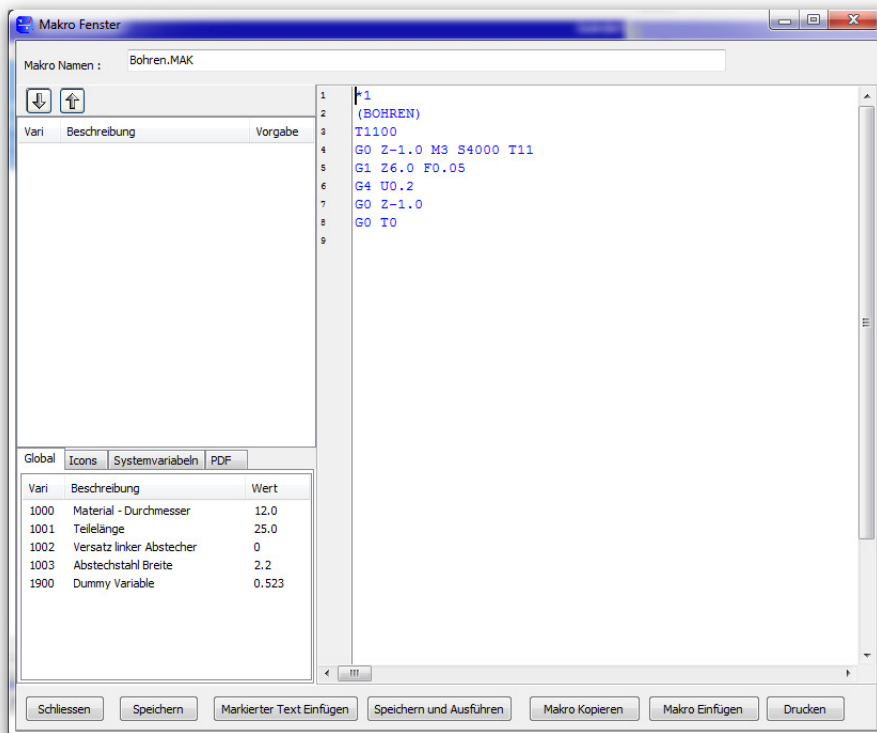 Makro Fenster
Makro Namen :
Bohren.MAK
Vari Beschreibung Vorgabe
1 *1
2 (BOHREN)
3 T1100
4 G0 Z-1.0 M3 S4000 T11
5 G1 Z6.0 F0.05
6 G4 U0.2
7 G0 Z-1.0
8 G0 T0
9
Global Icons Systemvariabeln PDF
Vari Beschreibung Wert
1000 Material - Durchmesser 12.0
1001 Teilelänge 25.0
1002 Versatz linker Abstecher 0
1003 Abstechstahl Breite 2.2
1900 Dummy Variable 0.523
Schliessen Speichern Markierter Text Einfügen Speichern und Ausführen Makro Kopieren Makro Einfügen Drucken